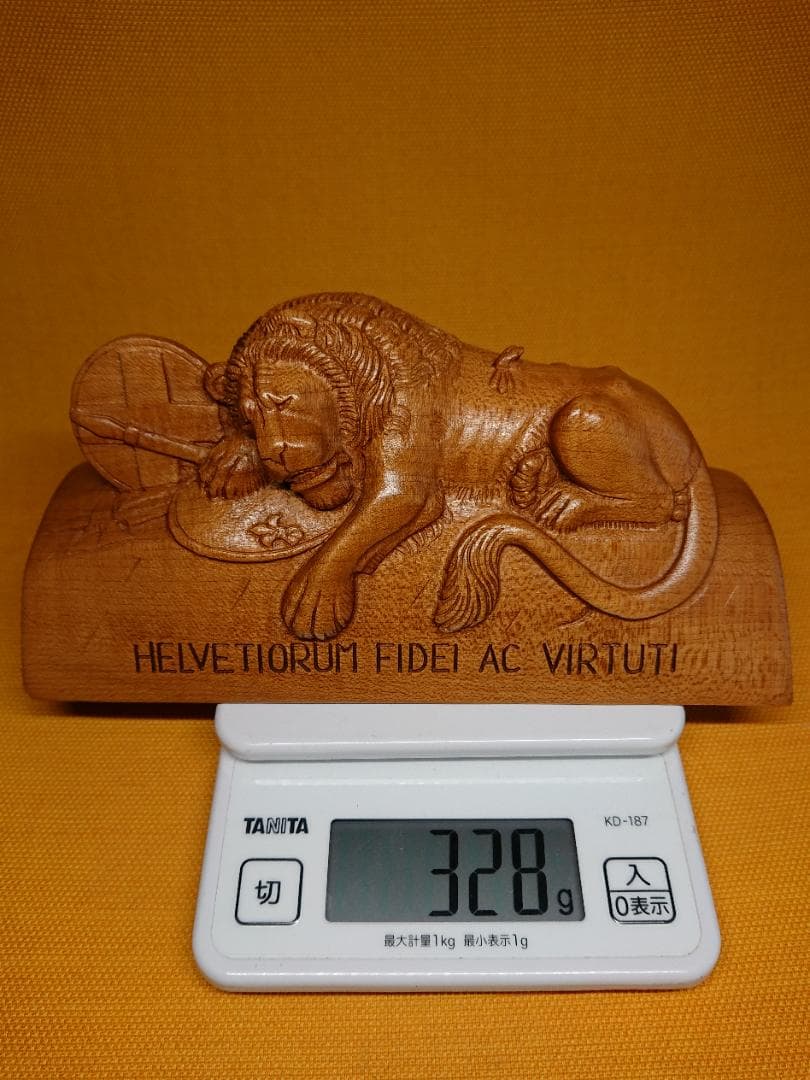 HELVETIORUM FIDEI AC VIRTUTI
TANITA
KD-187
切
328g
入
0表示
最大計量1kg 最小表示1g